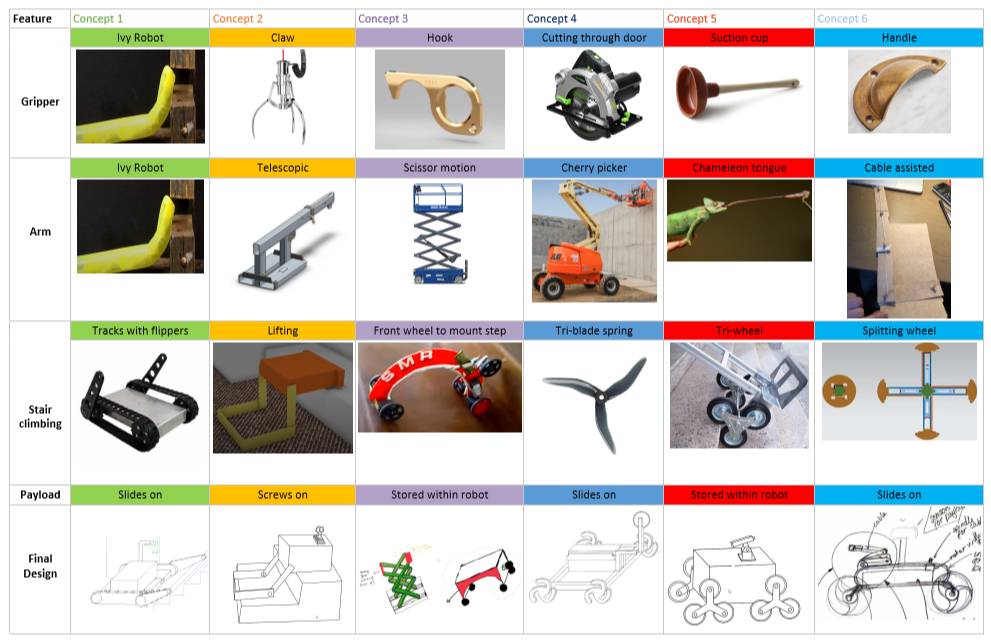 Feature Concept 1 Concept 2 Concept 3 Concept 4 Concept 5 Concept 6
Ivy Robot Claw Hook Cutting through door Suction cup Handle
Gripper
Ivy Robot Telescopic Scissor motion Cherry picker Chameleon tongue Cable assisted
Arm
Tracks with flippers Lifting Front wheel to mount step Tri-blade spring Tri-wheel Splitting wheel
SMR
Stair
climbing
Payload Slides on Screws on Stored within robot Slides on Stored within robot Slides on
Final
Design
cable